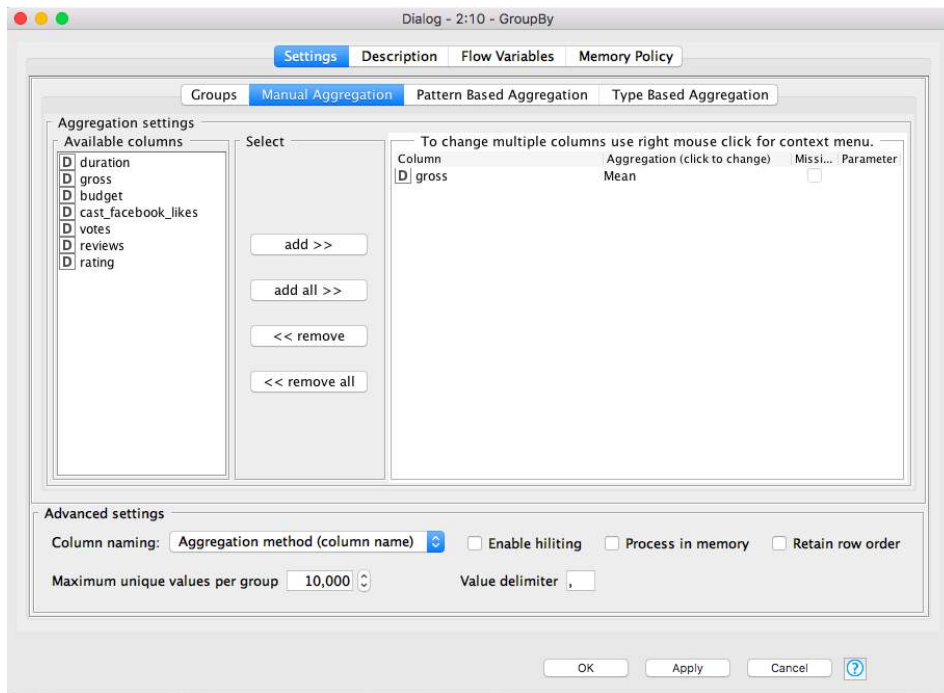 Dialog - 2:10 - GroupBy
Settings Description Flow Variables Memory Policy
Groups Manual Aggregation Pattern Based Aggregation Type Based Aggregation
Aggregation settings
Available columns
D duration
D gross
D budget
D cast_facebook_likes
D votes
D reviews
D rating
Select
add >>
add all >>
<< remove
<< remove all
To change multiple columns use right mouse click for context menu.
Column Aggregation (click to change) Missi... Parameter
D gross Mean
Advanced settings
Column naming: Aggregation method (column name) Enable hiliting Process in memory Retain row order
Maximum unique values per group 10,000 Value delimiter ,
OK Apply Cancel ?